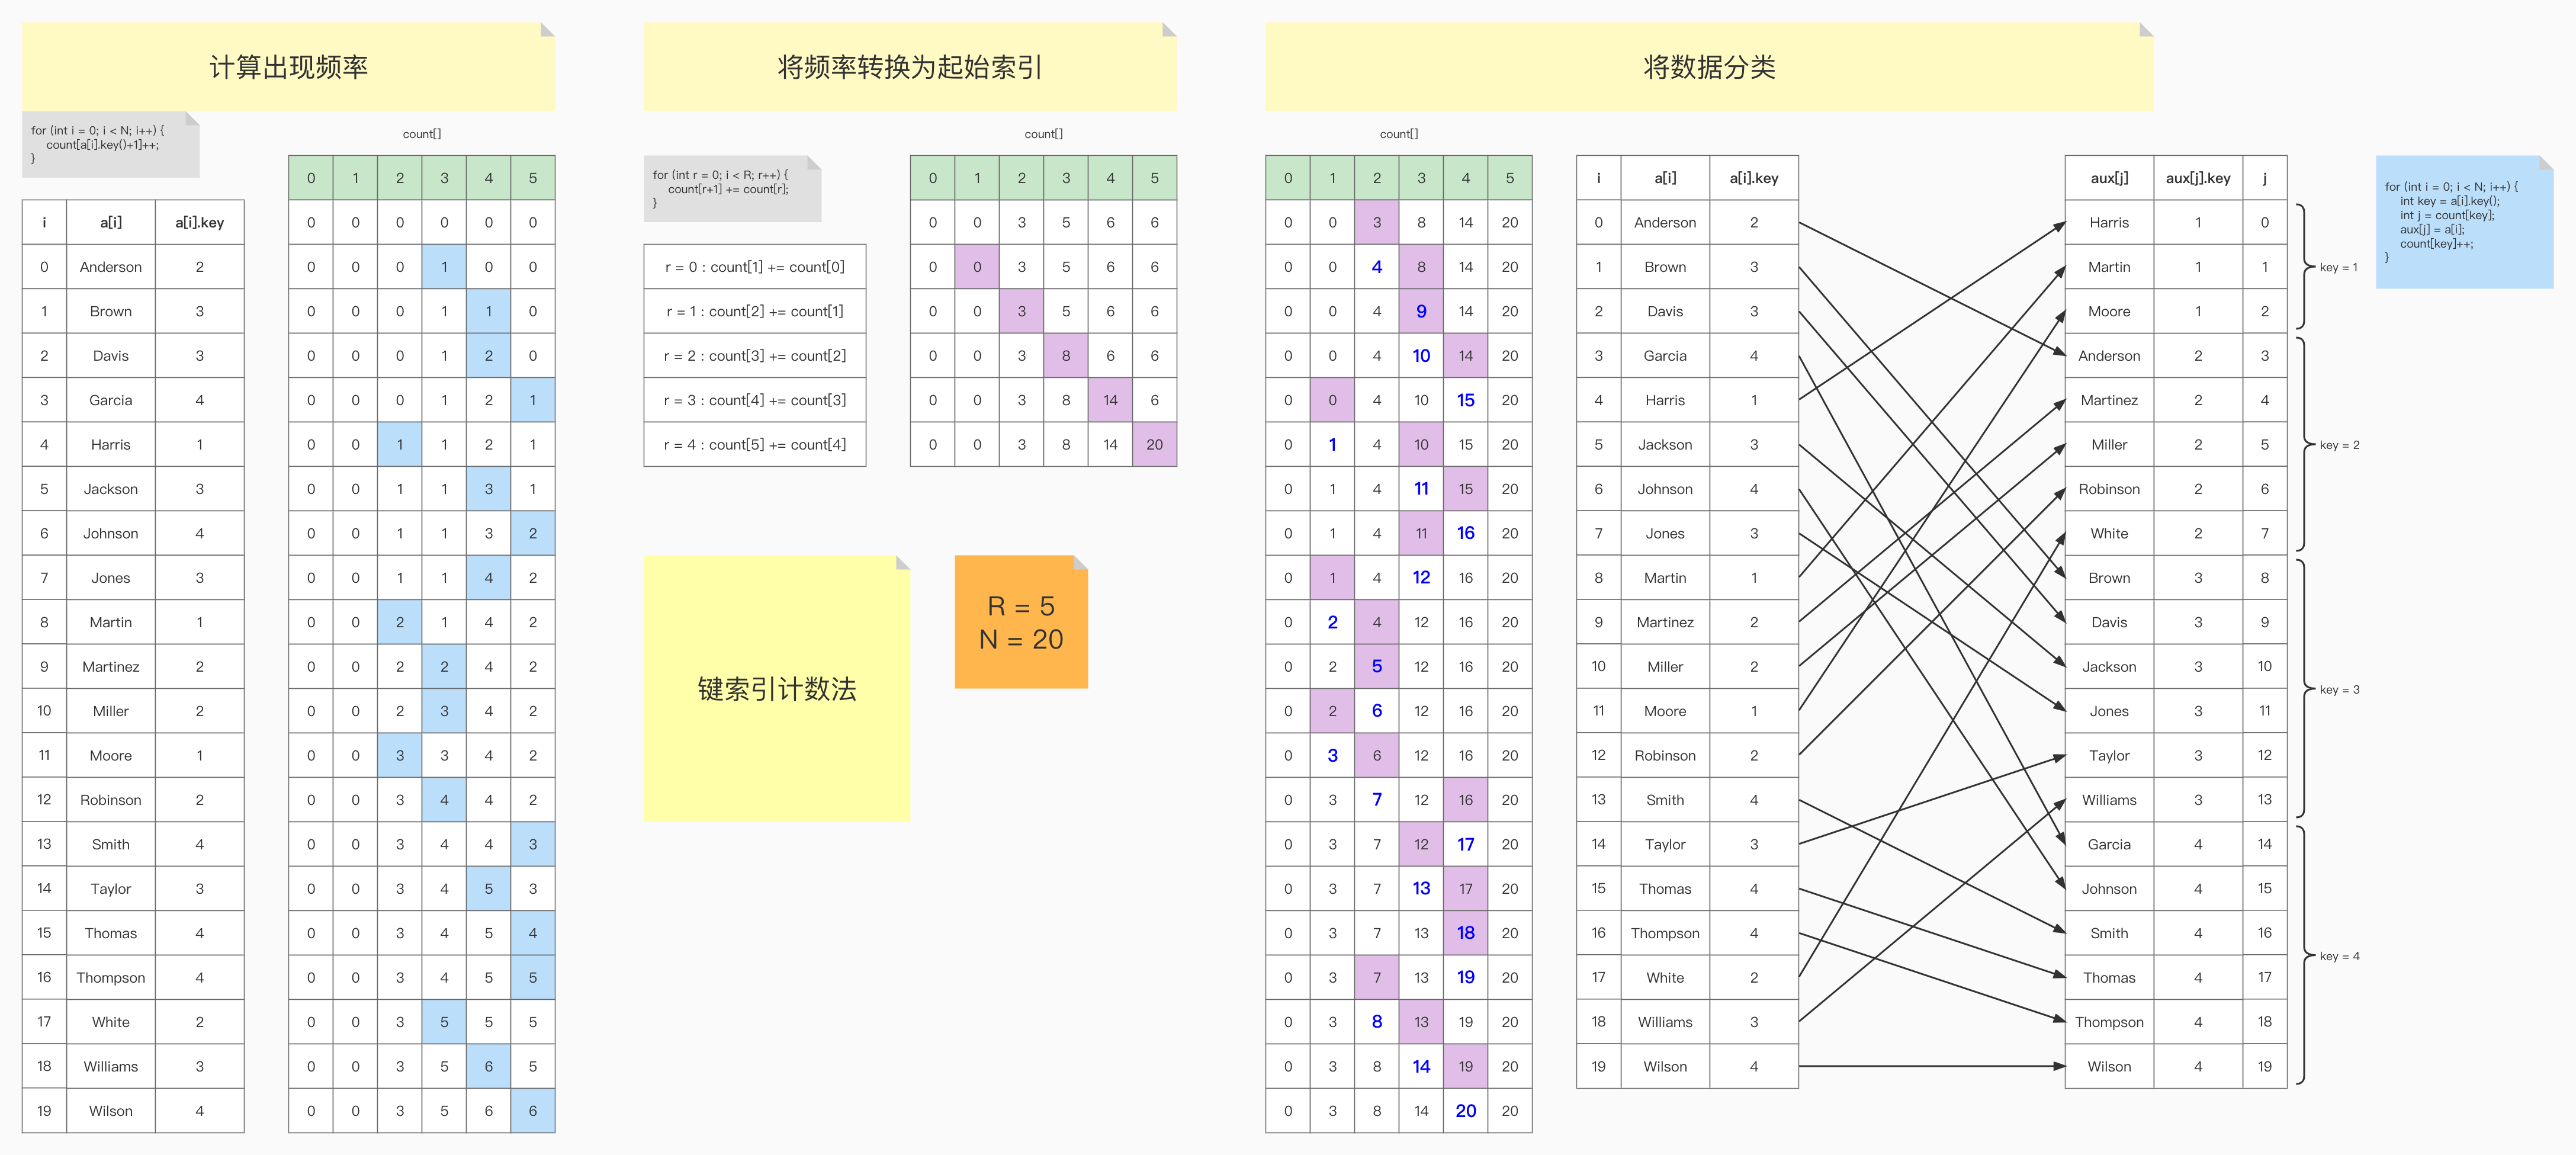 计算出现频率
for (int i = 0; i < N; i++) {
count[a[i].key()+1]++;
}
count[]
0 1 2 3 4 5
i a[i] a[i].key 0 0 0 0 0 0
0 Anderson 2 0 0 0 1 0 0
1 Brown 3 0 0 0 1 1 0
2 Davis 3 0 0 0 1 2 0
3 Garcia 4 0 0 0 1 2 1
4 Harris 1 0 0 1 1 2 1
5 Jackson 3 0 0 1 1 3 1
6 Johnson 4 0 0 1 1 3 2
7 Jones 3 0 0 1 1 4 2
8 Martin 1 0 0 2 1 4 2
9 Martinez 2 0 0 2 2 4 2
10 Miller 2 0 0 2 3 4 2
11 Moore 1 0 0 3 3 4 2
12 Robinson 2 0 0 3 4 4 2
13 Smith 4 0 0 3 4 4 3
14 Taylor 3 0 0 3 4 5 3
15 Thomas 4 0 0 3 4 5 4
16 Thompson 4 0 0 3 4 5 5
17 White 2 0 0 3 5 5 5
18 Williams 3 0 0 3 5 6 5
19 Wilson 4 0 0 3 5 6 6
将频率转换为起始索引
for (int r = 0; i < R; r++) {
count[r+1] += count[r];
}
count[]
0 1 2 3 4 5
0 0 3 5 6 6
r = 0 : count[1] += count[0] 0 0 3 5 6 6
r = 1 : count[2] += count[1] 0 0 3 5 6 6
r = 2 : count[3] += count[2] 0 0 3 8 6 6
r = 3 : count[4] += count[3] 0 0 3 8 14 6
r = 4 : count[5] += count[4] 0 0 3 8 14 20
键索引计数法
R = 5
N = 20
将数据分类
count[]
0 1 2 3 4 5 i a[i] a[i].key aux[j] aux[j].key j
0 0 3 8 14 20 0 Anderson 2 Harris 1 0
0 0 4 8 14 20 1 Brown 3 Martin 1 1
0 0 4 9 14 20 2 Davis 3 Moore 1 2
0 0 4 10 14 20 3 Garcia 4 Anderson 2 3
0 0 4 10 15 20 4 Harris 1 Martinez 2 4
0 1 4 10 15 20 5 Jackson 3 Miller 2 5
0 1 4 11 15 20 6 Johnson 4 Robinson 2 6
0 1 4 11 16 20 7 Jones 3 White 2 7
0 1 4 12 16 20 8 Martin 1 Brown 3 8
0 2 4 12 16 20 9 Martinez 2 Davis 3 9
0 2 5 12 16 20 10 Miller 2 Jackson 3 10
0 2 6 12 16 20 11 Moore 1 Jones 3 11
0 3 6 12 16 20 12 Robinson 2 Taylor 3 12
0 3 7 12 16 20 13 Smith 4 Williams 3 13
0 3 7 12 17 20 14 Taylor 3 Garcia 4 14
0 3 7 13 17 20 15 Thomas 4 Johnson 4 15
0 3 7 13 18 20 16 Thompson 4 Smith 4 16
0 3 7 13 19 20 17 White 2 Thomas 4 17
0 3 8 13 19 20 18 Williams 3 Thompson 4 18
0 3 8 14 19 20 19 Wilson 4 Wilson 4 19
0 3 8 14 20 20
key = 1
key = 2
key = 3
key = 4
for (int i = 0; i < N; i++) {
int key = a[i].key();
int j = count[key];
aux[j] = a[i];
count[key]++;
}